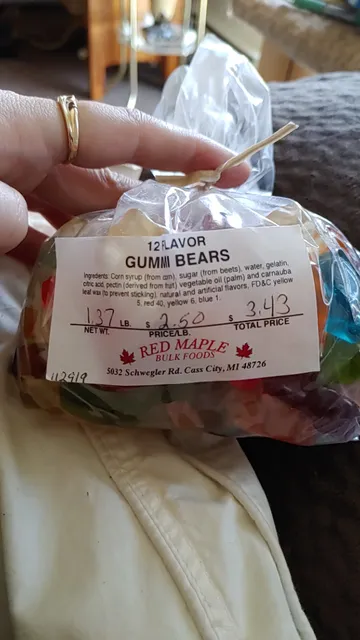 12 FLAVOR
GUMMI BEARS
Ingredients: Corn syrup (from corn), sugar (from beets), water, gelatin,
citric acid, pectin (derived from fruit) vegetable oil (palm) and carnauba
leaf wax (to prevent sticking), natural and artificial flavors, FD&C yellow
5, red 40, yellow 6, blue 1.
1.37 LB. $ 2.50 $ 3.43
NET WT. PRICE/LB. TOTAL PRICE
RED MAPLE
BULK FOODS
5032 Schwegler Rd. Cass City, MI 48726